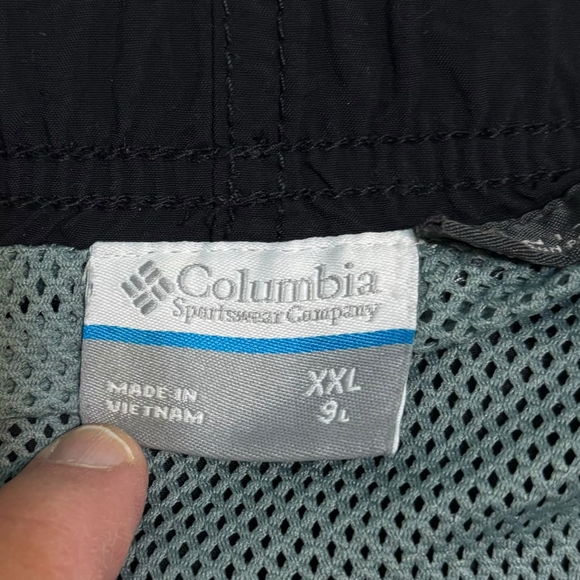 Columbia
Sportswear Company
MADE IN
VIETNAM
XXL
9L